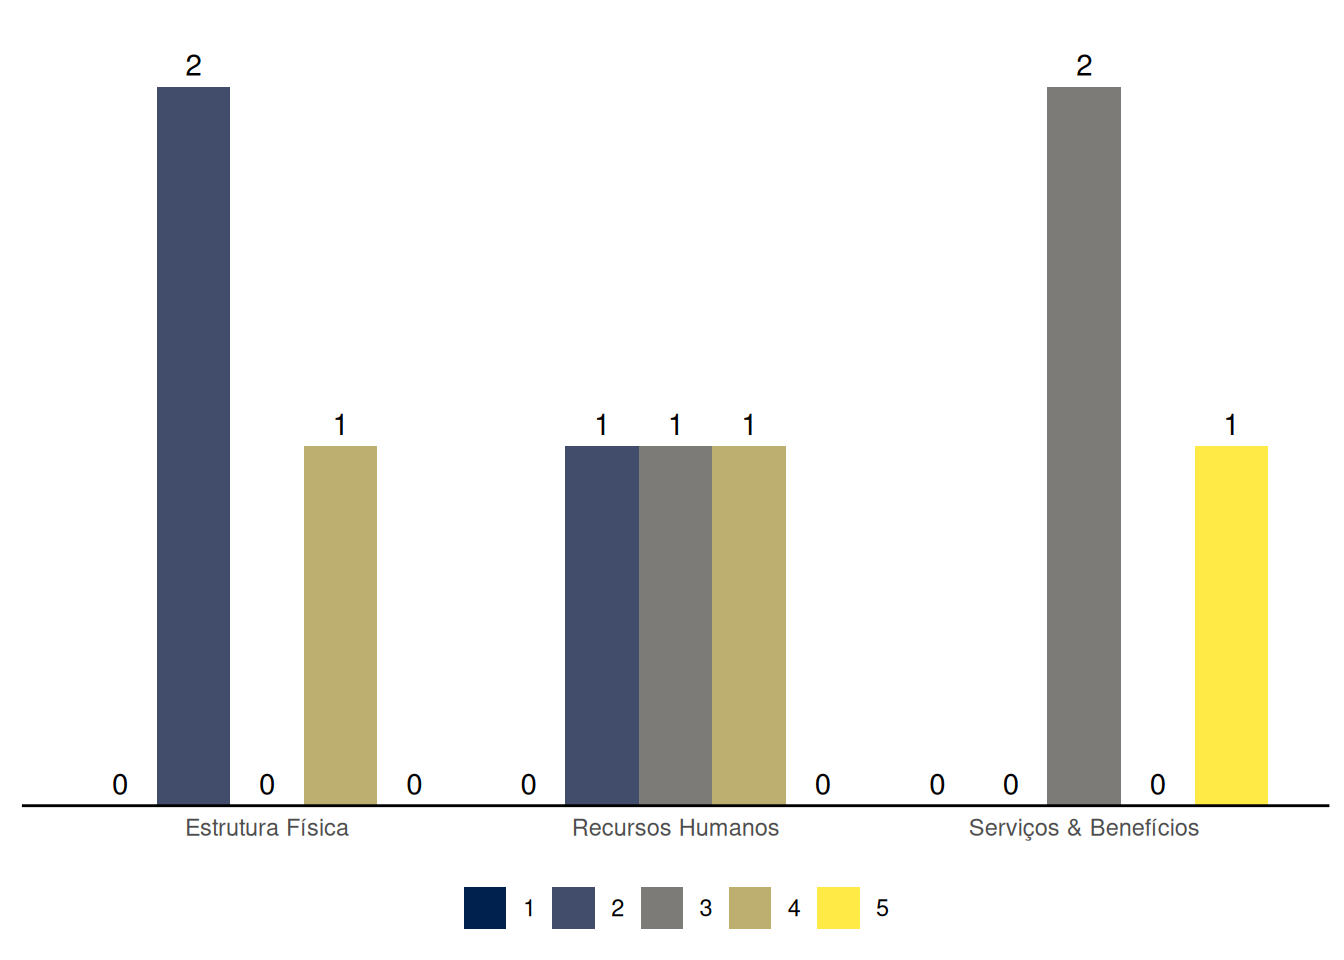 2 2
1 1 1 1 1
0 0 0 0 0 0 0 0
Estrutura Física Recursos Humanos Serviços & Benefícios
1 2 3 4 5